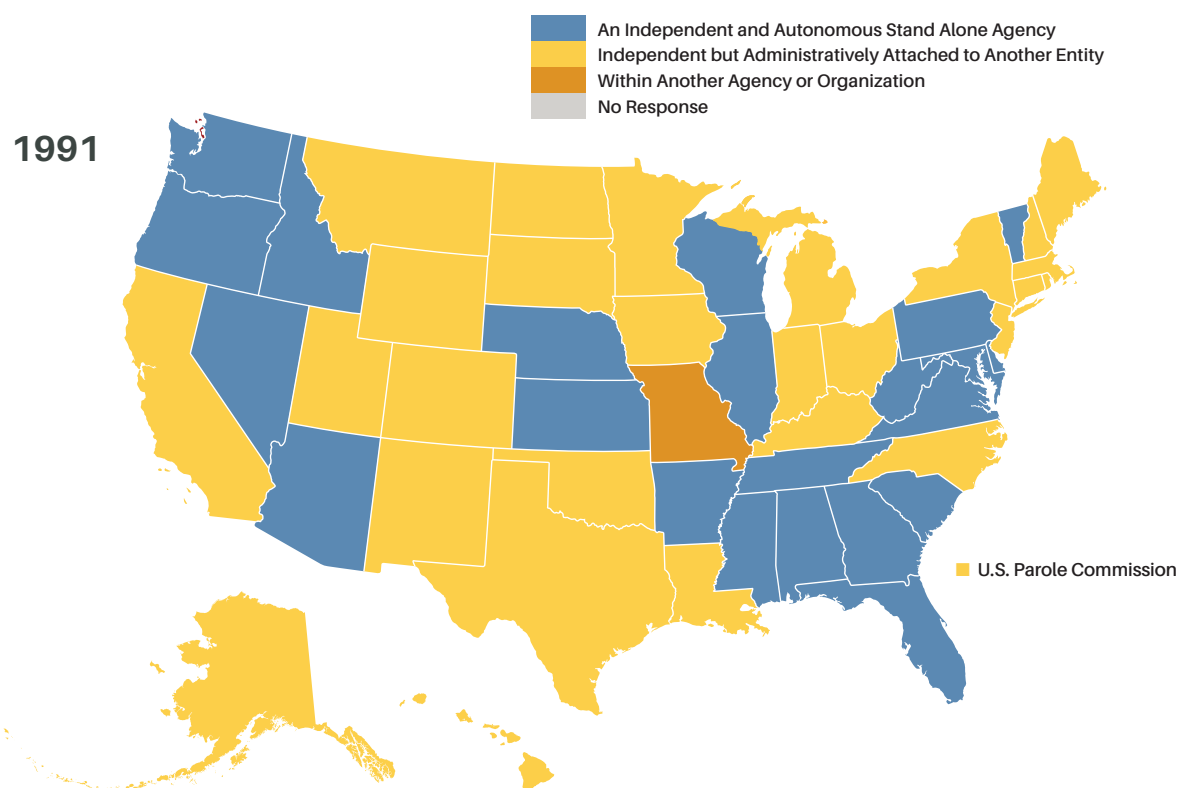 An Independent and Autonomous Stand Alone Agency
Independent but Administratively Attached to Another Entity
Within Another Agency or Organization
No Response
1991
U.S. Parole Commission